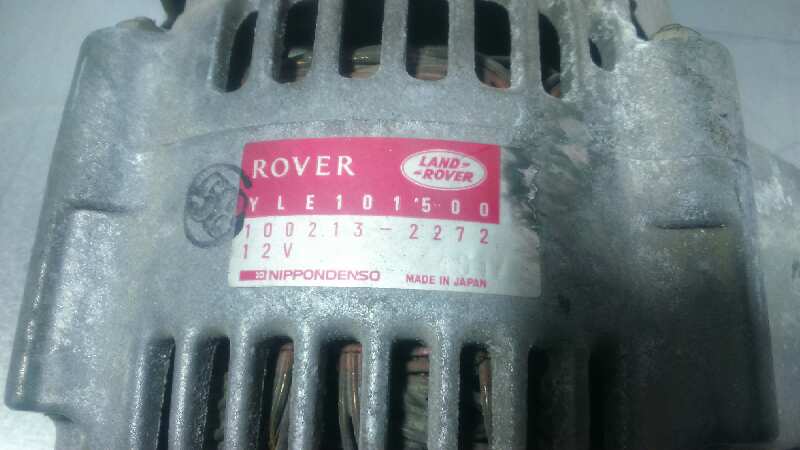 ROVER
LAND-
-ROVER
YLE101500
100213-2272
12V
NIPPONDENSO MADE IN JAPAN